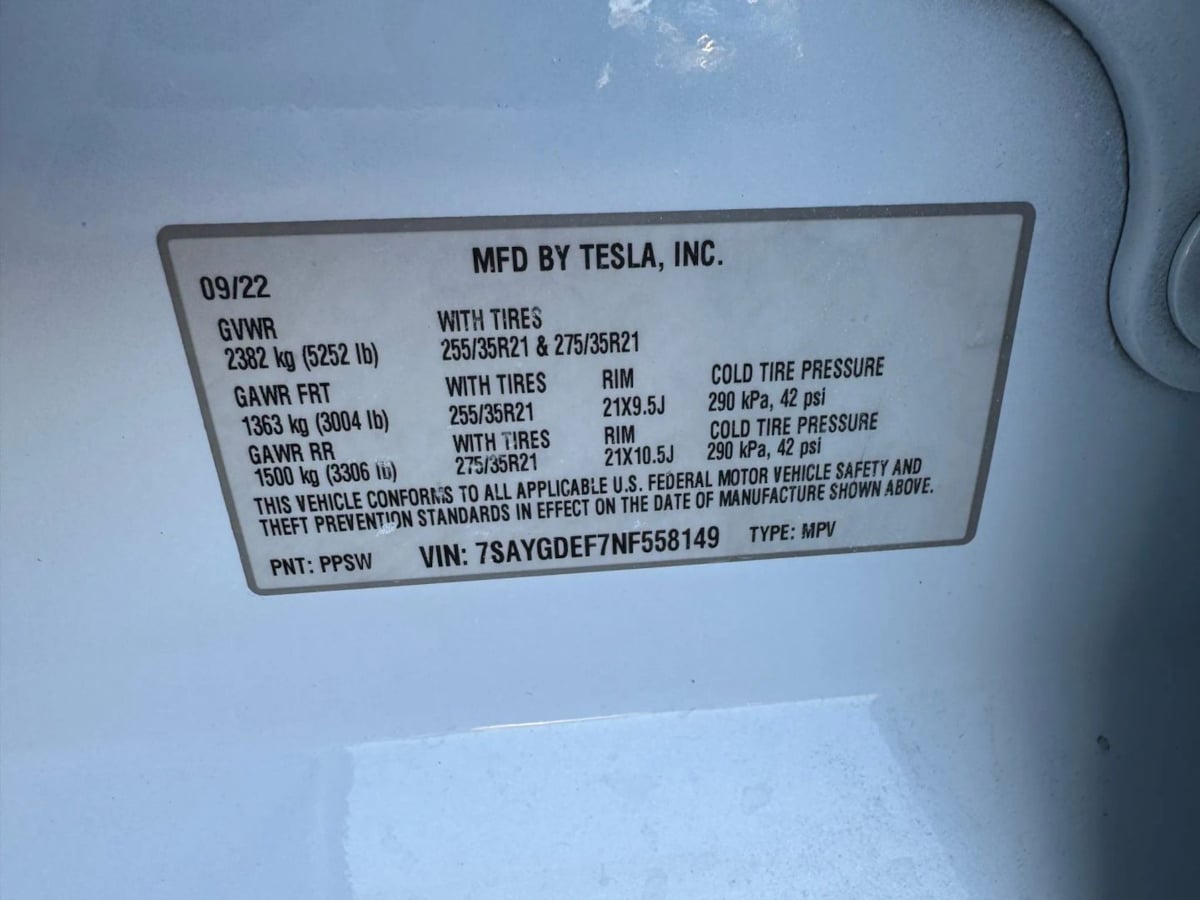 MFD BY TESLA, INC.
09/22
GVWR WITH TIRES
2382 kg (5252 lb) 255/35R21 & 275/35R21
GAWR FRT WITH TIRES RIM COLD TIRE PRESSURE
1363 kg (3004 lb) 255/35R21 21X9.5J 290 kPa, 42 psi
GAWR RR WITH TIRES RIM COLD TIRE PRESSURE
1500 kg (3306 lb) 275/35R21 21X10.5J 290 kPa, 42 psi
THIS VEHICLE CONFORMS TO ALL APPLICABLE U.S. FEDERAL MOTOR VEHICLE SAFETY AND
THEFT PREVENTION STANDARDS IN EFFECT ON THE DATE OF MANUFACTURE SHOWN ABOVE.
PNT: PPSW VIN: 7SAYGDEF7NF558149 TYPE: MPV